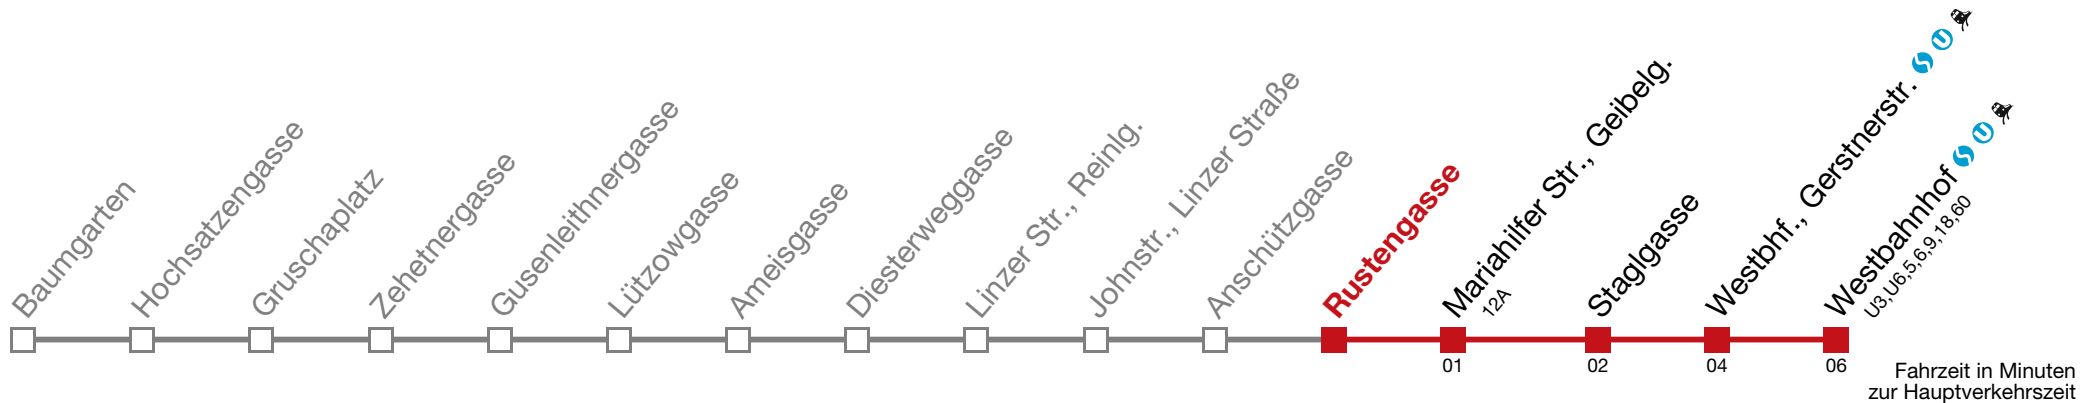 Baumgarten
Hochsatzengasse
Gruschaplatz
Zehetnergasse
Gusenleithnergasse
Lützowgasse
Ameisgasse
Diesterweggasse
Linzer Str., Reinlg.
Johnstr., Linzer Straße
Anschützgasse
Rustengasse
Mariahilfer Str., Geibelg.
12A
Staglgasse
Westbhf., Gerstnerstr.
Westbahnhof
U3,U6,5,6,9,18,60
01
02
04
06
Fahrzeit in Minuten
zur Hauptverkehrszeit